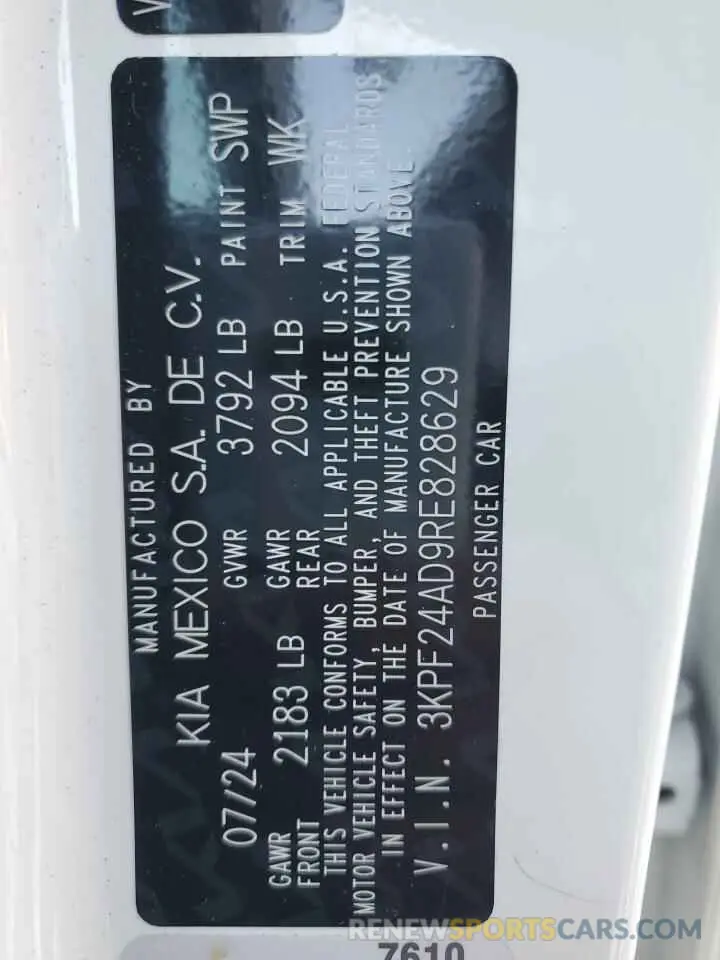 V
MANUFACTURED BY
KIA MEXICO S.A. DE C.V.
07/24 GVWR 3792 LB PAINT SWP
GAWR FRONT 2183 LB GAWR REAR 2094 LB TRIM WK
THIS VEHICLE CONFORMS TO ALL APPLICABLE U.S.A. FEDERAL
MOTOR VEHICLE SAFETY, BUMPER, AND THEFT PREVENTION STANDARDS
IN EFFECT ON THE DATE OF MANUFACTURE SHOWN ABOVE.
V.I.N. 3KPF24AD9RE828629
PASSENGER CAR
RENEWSPORTSCARS.COM
7610